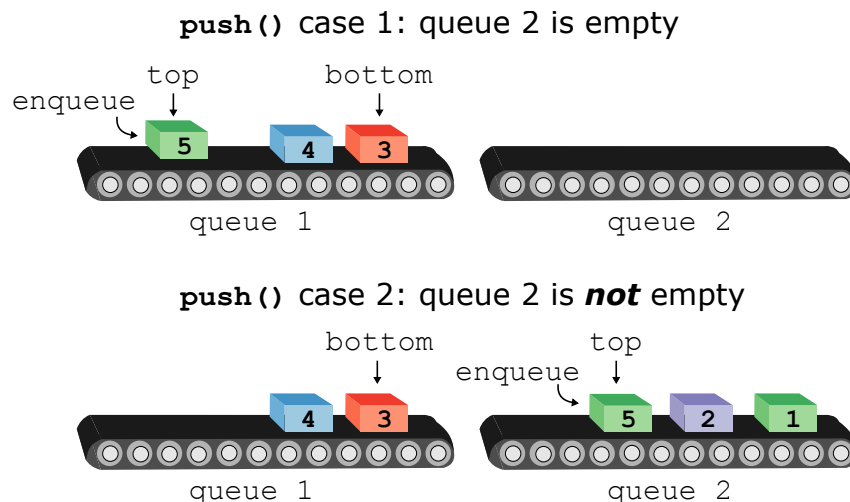 push() case 1: queue 2 is empty
top
bottom
enqueue
5
4
3
queue 1
queue 2
push() case 2: queue 2 is not empty
bottom
top
enqueue
4
3
5
2
1
queue 1
queue 2